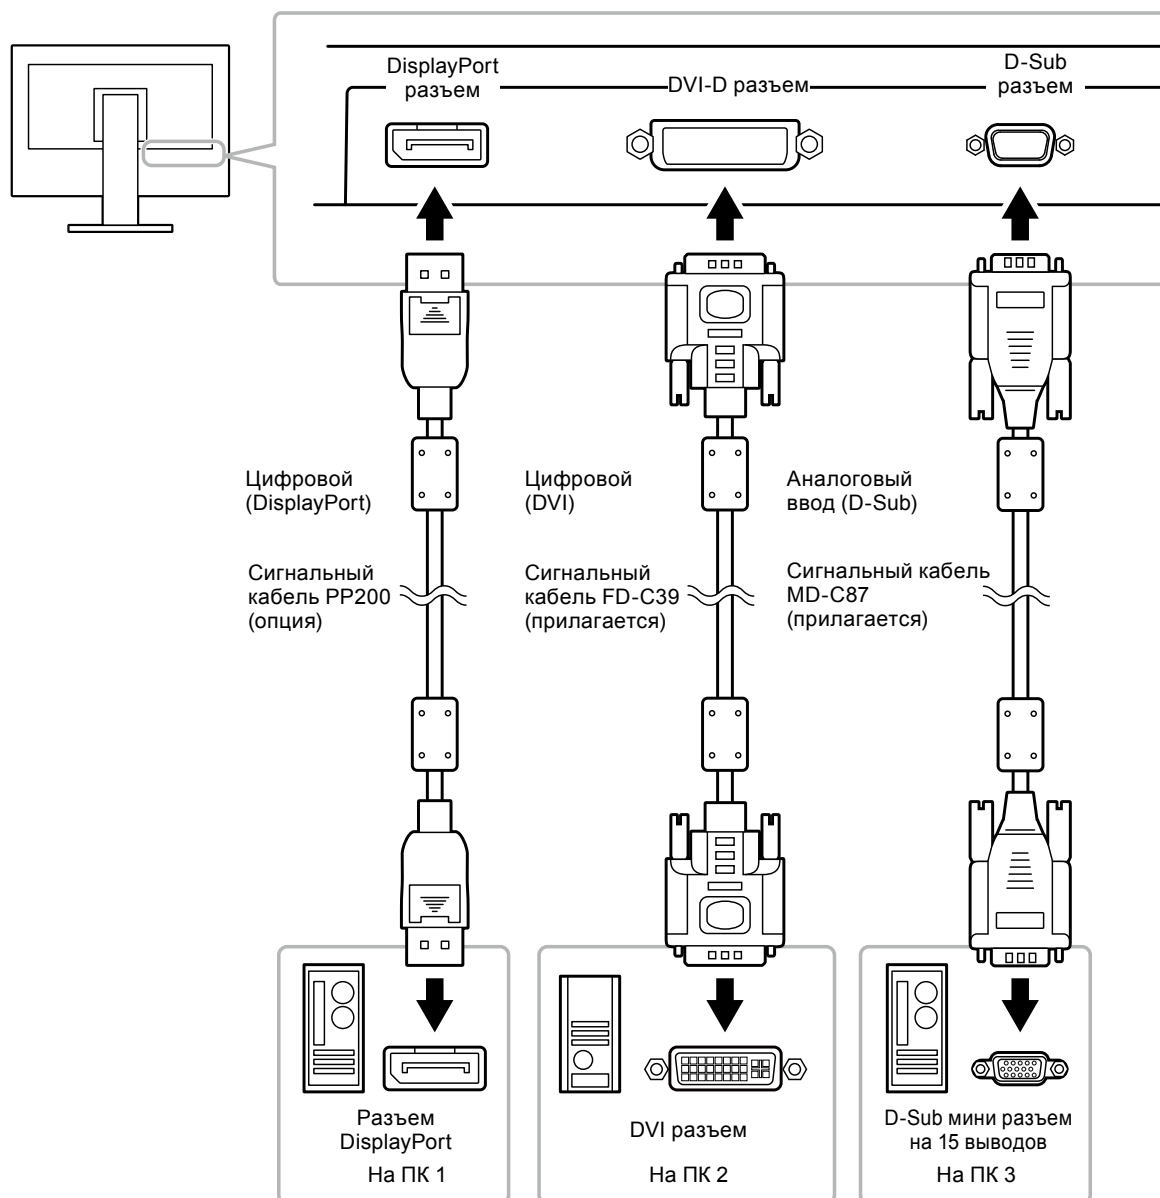 DisplayPort
разъем
DVI-D разъем
D-Sub
разъем
Цифровой
(DisplayPort)
Цифровой
(DVI)
Аналоговый
ввод (D-Sub)
Сигнальный
кабель PP200
(опция)
Сигнальный
кабель FD-C39
(прилагается)
Сигнальный кабель
MD-C87
(прилагается)
Разъем
DisplayPort
На ПК 1
DVI разъем
На ПК 2
D-Sub мини разъем
на 15 выводов
На ПК 3